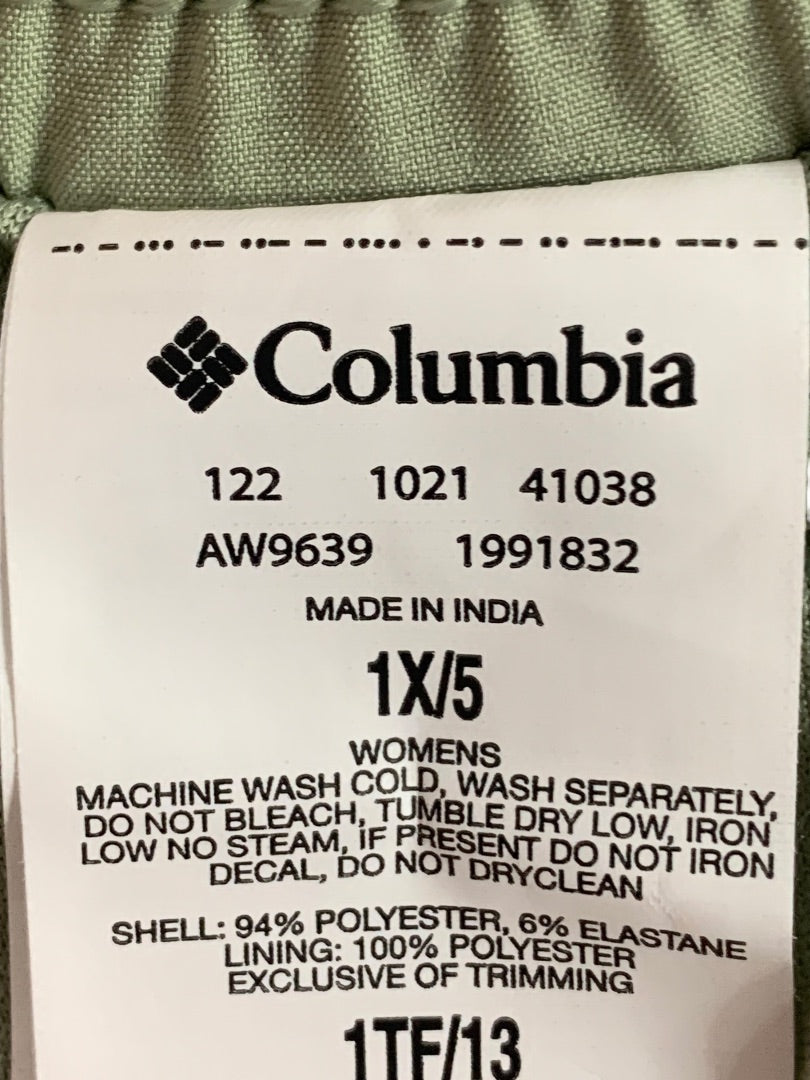 Columbia
122 1021 41038
AW9639 1991832
MADE IN INDIA
1X/5
WOMENS
MACHINE WASH COLD, WASH SEPARATELY,
DO NOT BLEACH, TUMBLE DRY LOW, IRON
LOW NO STEAM, IF PRESENT DO NOT IRON
DECAL, DO NOT DRYCLEAN
SHELL: 94% POLYESTER, 6% ELASTANE
LINING: 100% POLYESTER
EXCLUSIVE OF TRIMMING
1TF/13